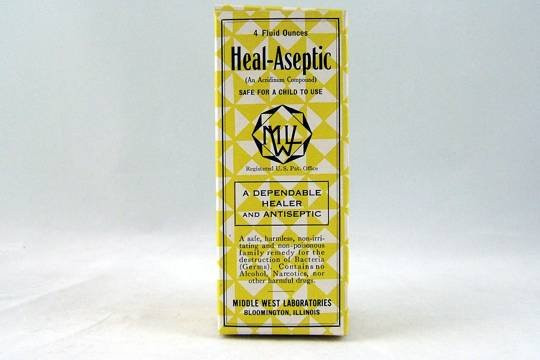 4 Fluid Ounces
Heal-Aseptic
(An Acridinium Compound)
SAFE FOR A CHILD TO USE
MWL
Registered U. S. Pat. Office
A DEPENDABLE
HEALER
AND ANTISEPTIC
A safe, harmless, non-irri-
tating and non-poisonous
family remedy for the
destruction of Bacteria
(Germs). Contains no
Alcohol, Narcotics, nor
other harmful drugs.
MIDDLE WEST LABORATORIES
BLOOMINGTON, ILLINOIS